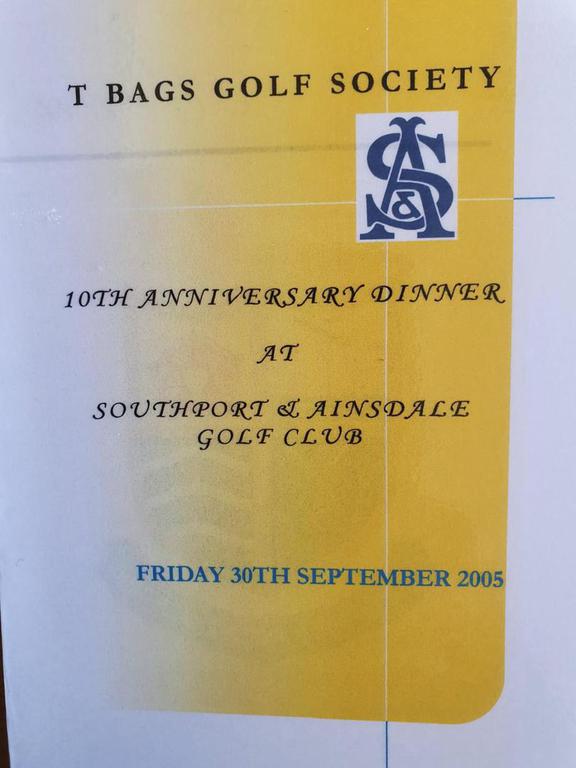 T BAGS GOLF SOCIETY
S&A
10TH ANNIVERSARY DINNER
AT
SOUTHPORT & AINSDALE
GOLF CLUB
FRIDAY 30TH SEPTEMBER 2005